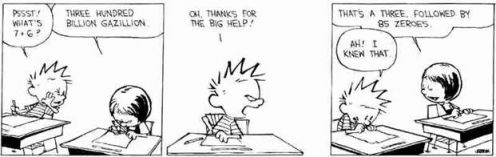 PSSST!
WHAT'S
7+6?
THREE HUNDRED
BILLION GAZILLION.
OH, THANKS FOR
THE BIG HELP!
THAT'S A THREE, FOLLOWED BY
85 ZEROES.
AH! I
KNEW THAT.